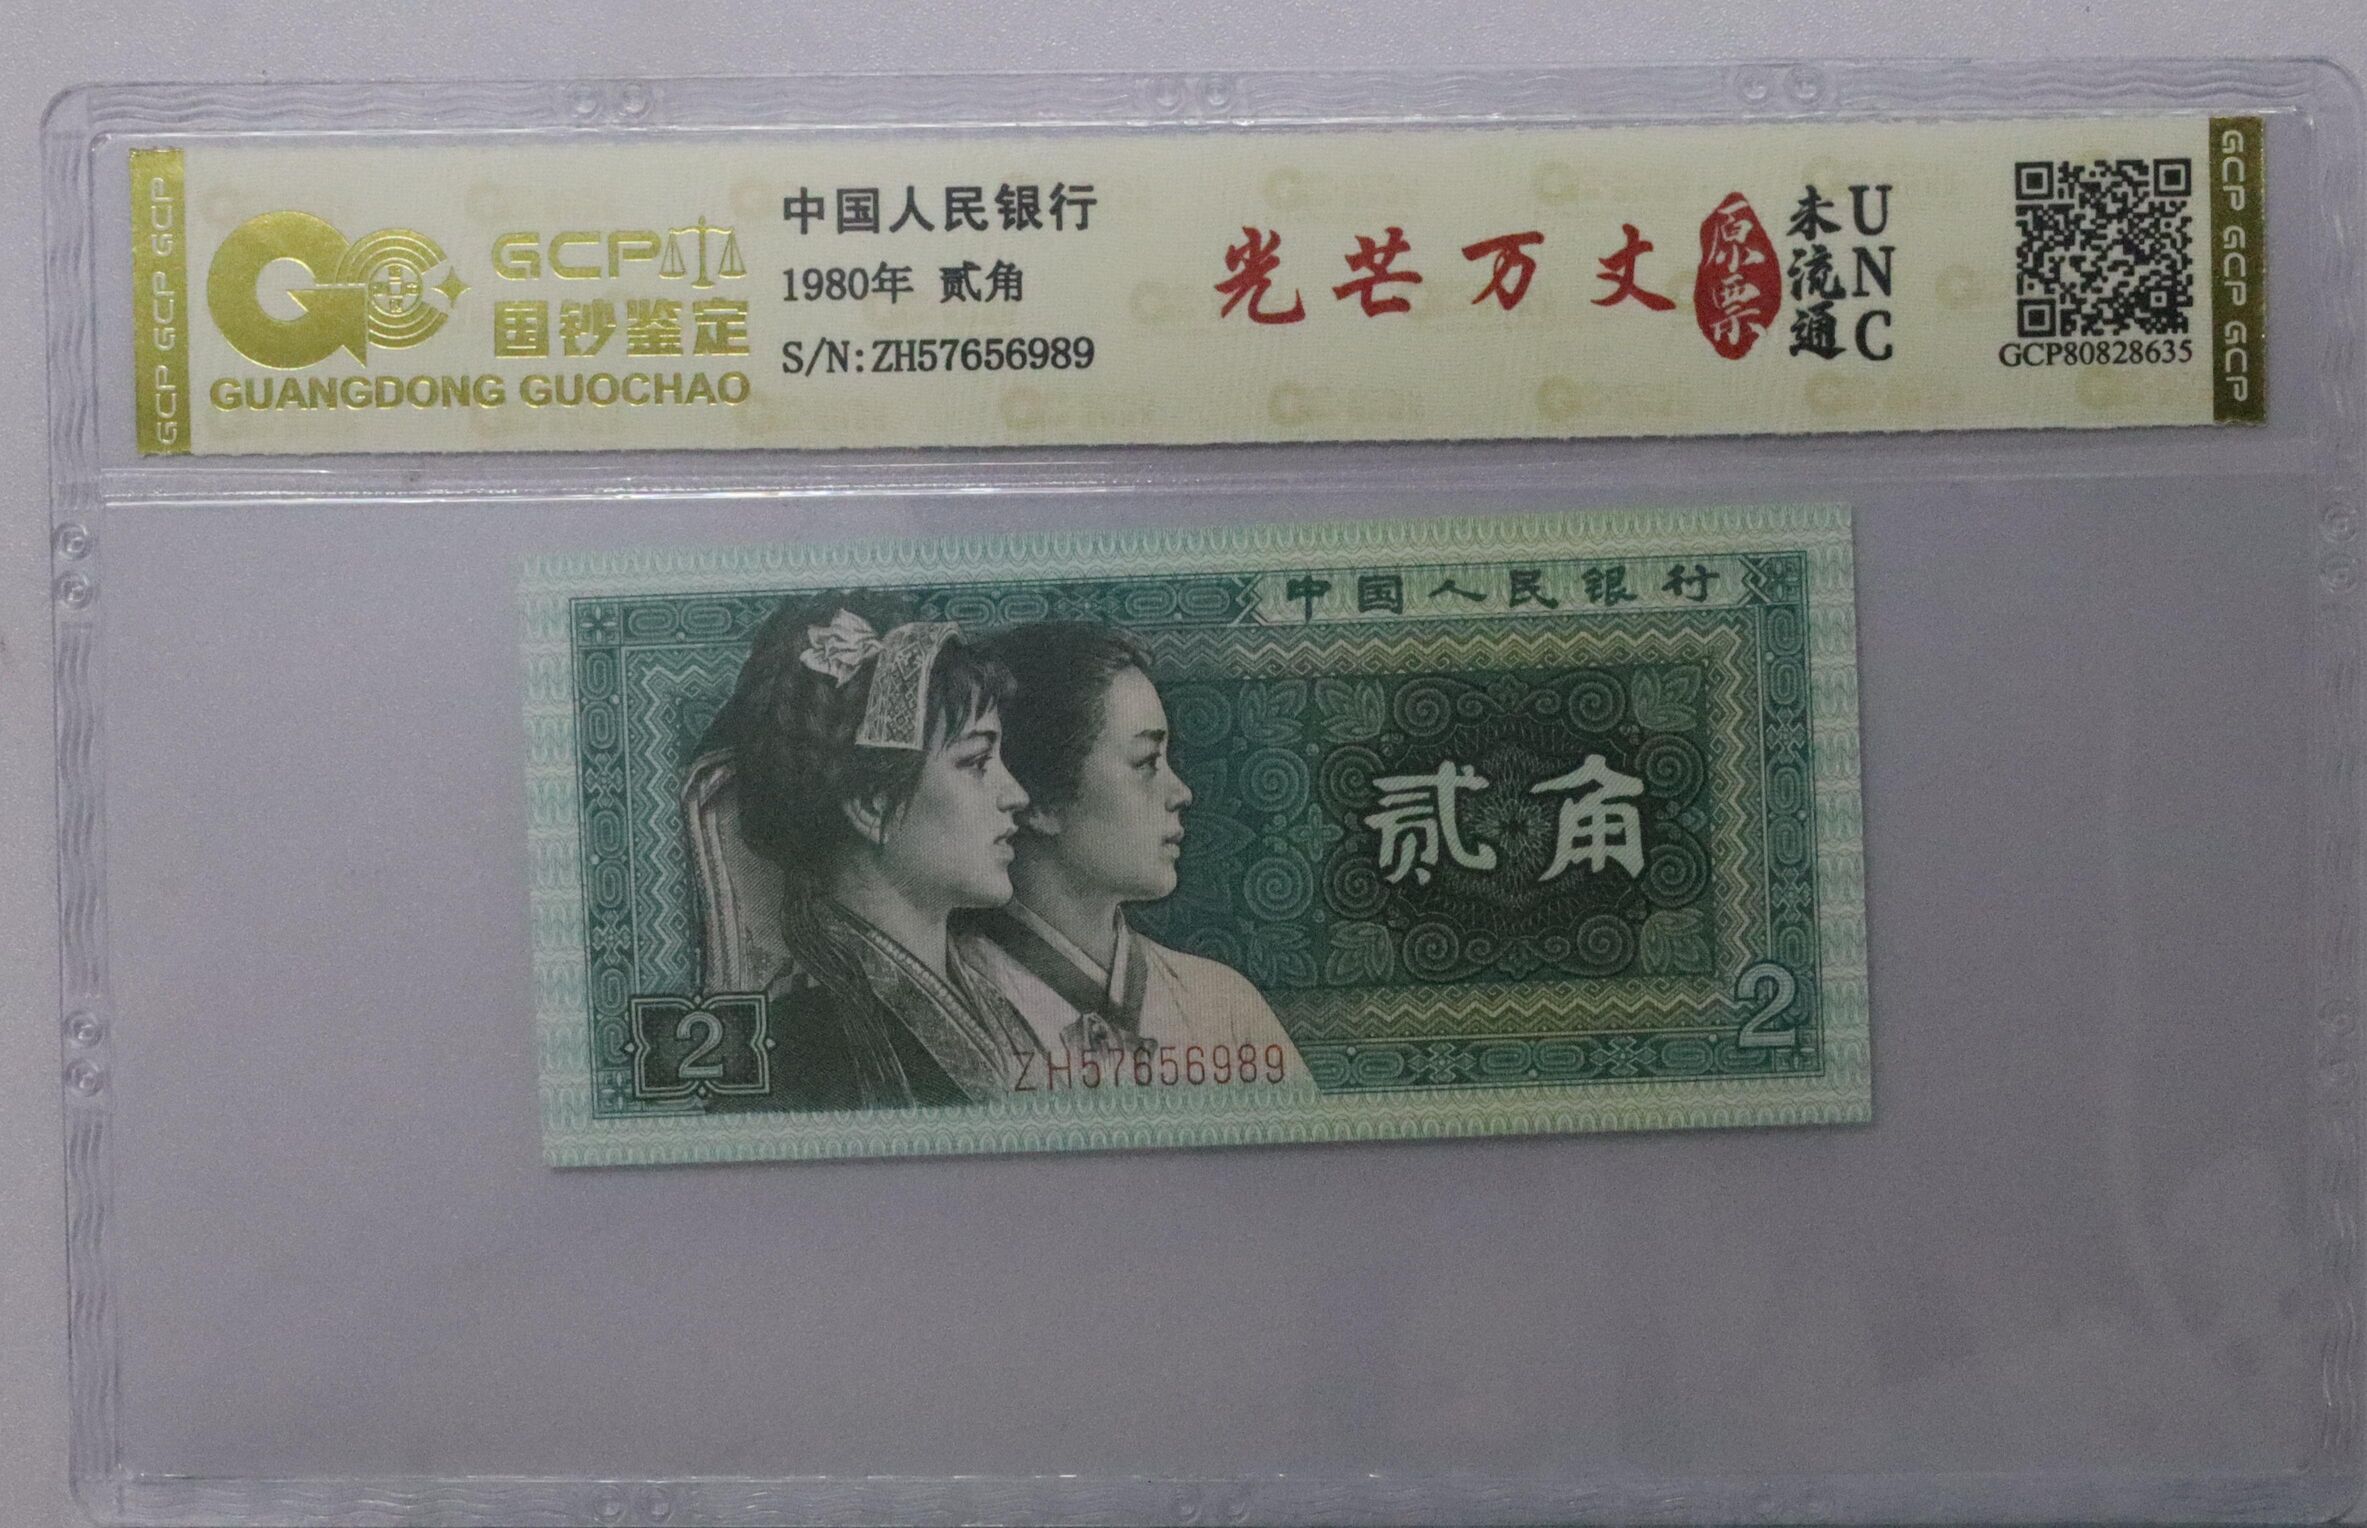 GCP GCP GCP
GCP
国钞鉴定
GUANGDONG GUOCHAO
中国人民银行
1980年 贰角
S/N:ZH57656989
光芒万丈
原票
未流通
UNC
GCP80828635
GCP GCP GCP
中国人民银行
贰角
2
2
ZH57656989